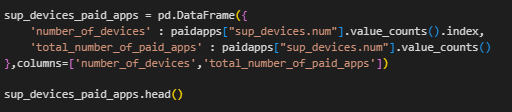 sup_devices_paid_apps = pd.DataFrame({
    'number_of_devices' : paidapps["sup_devices.num"].value_counts().index,
    'total_number_of_paid_apps' : paidapps["sup_devices.num"].value_counts()
},columns=['number_of_devices','total_number_of_paid_apps'])

sup_devices_paid_apps.head()